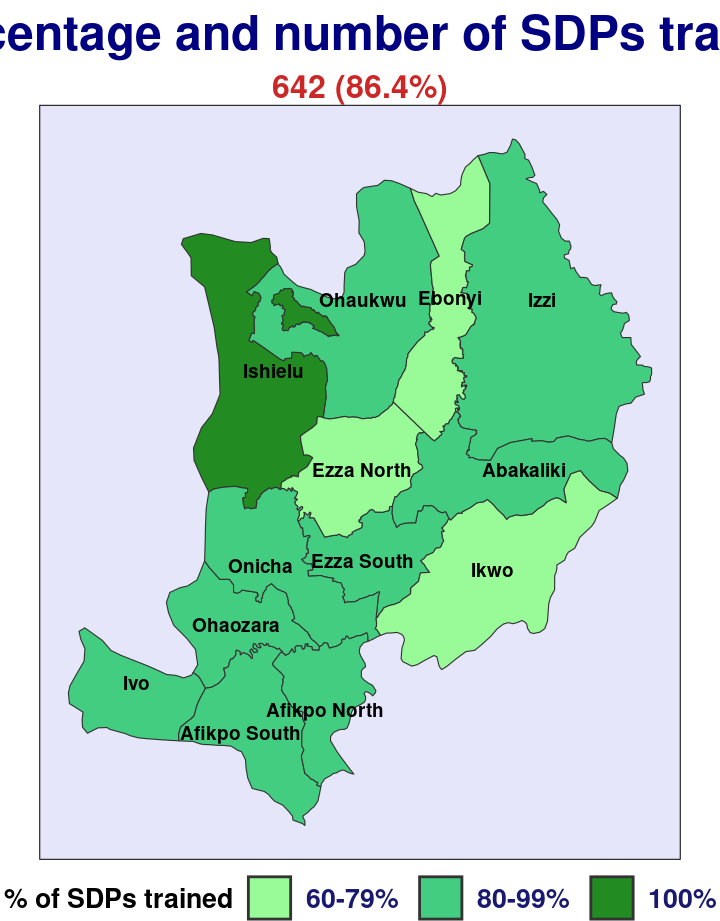 centage and number of SDPs tra
642 (86.4%)
Ohaukwu Ebonyi Izzi
Ishielu
Ezza North Abakaliki
Onicha Ezza South Ikwo
Ohaozara
Ivo
Afikpo North
Afikpo South
% of SDPs trained 60-79% 80-99% 100%